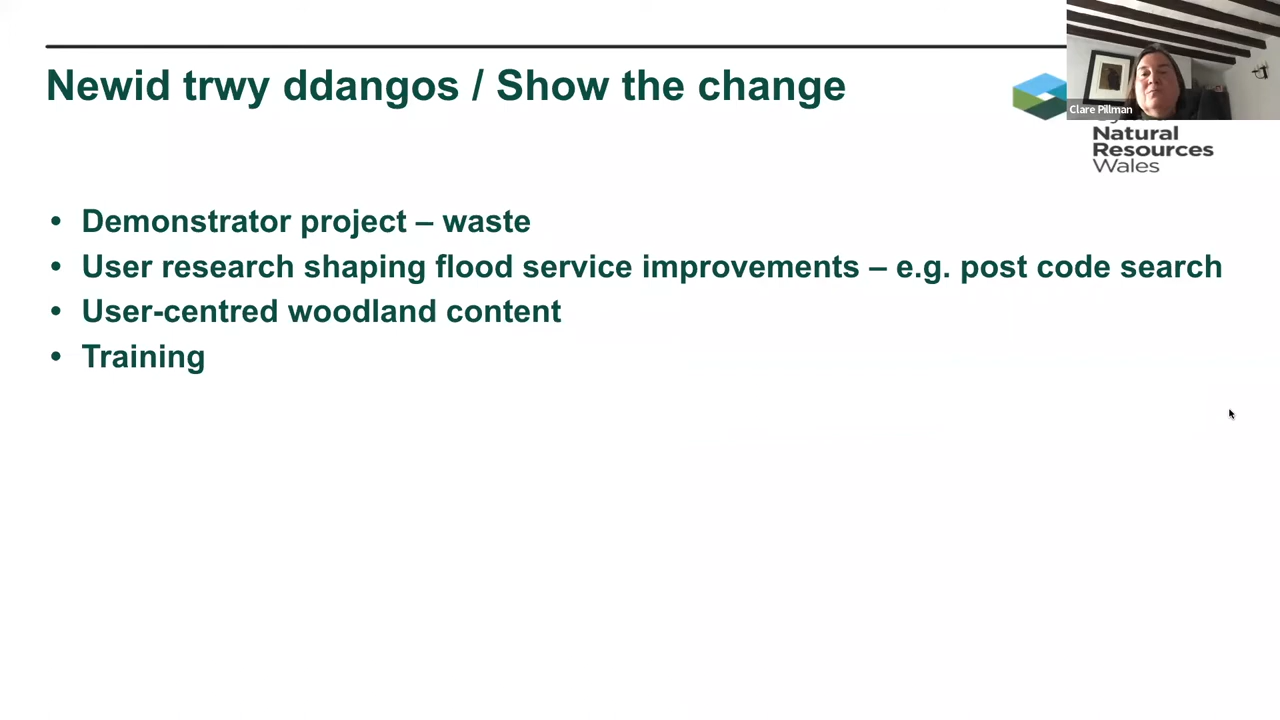 Newid trwy ddangos / Show the change
Clare Pillman
Natural
Resources
Wales
• Demonstrator project – waste
• User research shaping flood service improvements – e.g. post code search
• User-centred woodland content
• Training